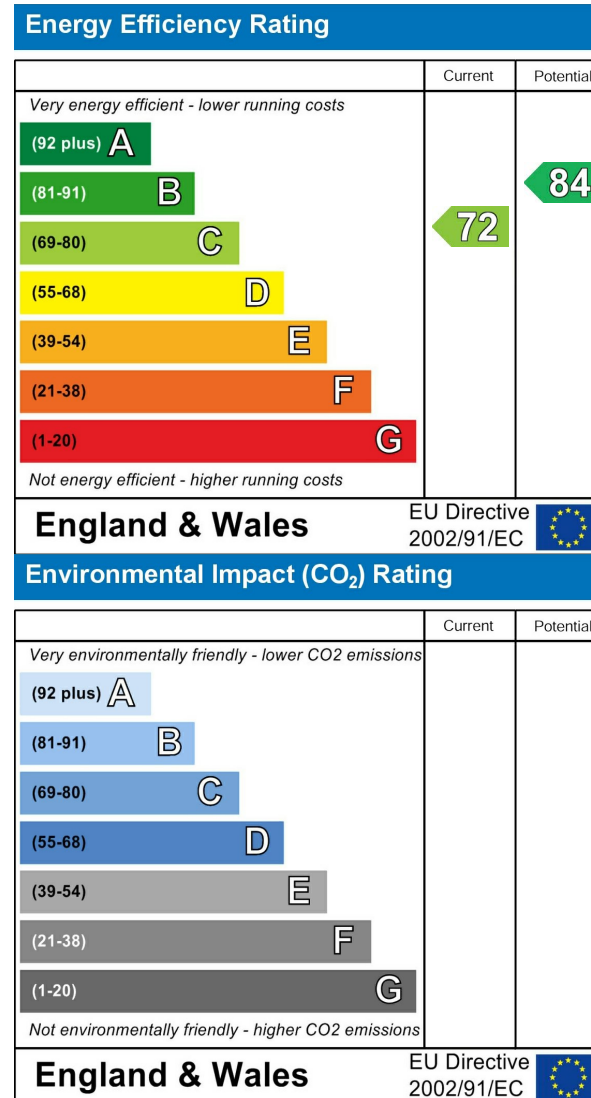 Energy Efficiency Rating
Current Potential
Very energy efficient - lower running costs
(92 plus) A
(81-91) B
(69-80) C
(55-68) D
(39-54) E
(21-38) F
(1-20) G
72
84
Not energy efficient - higher running costs
England & Wales
EU Directive
2002/91/EC
Environmental Impact (CO₂) Rating
Current Potential
Very environmentally friendly - lower CO2 emissions
(92 plus) A
(81-91) B
(69-80) C
(55-68) D
(39-54) E
(21-38) F
(1-20) G
Not environmentally friendly - higher CO2 emissions
England & Wales
EU Directive
2002/91/EC